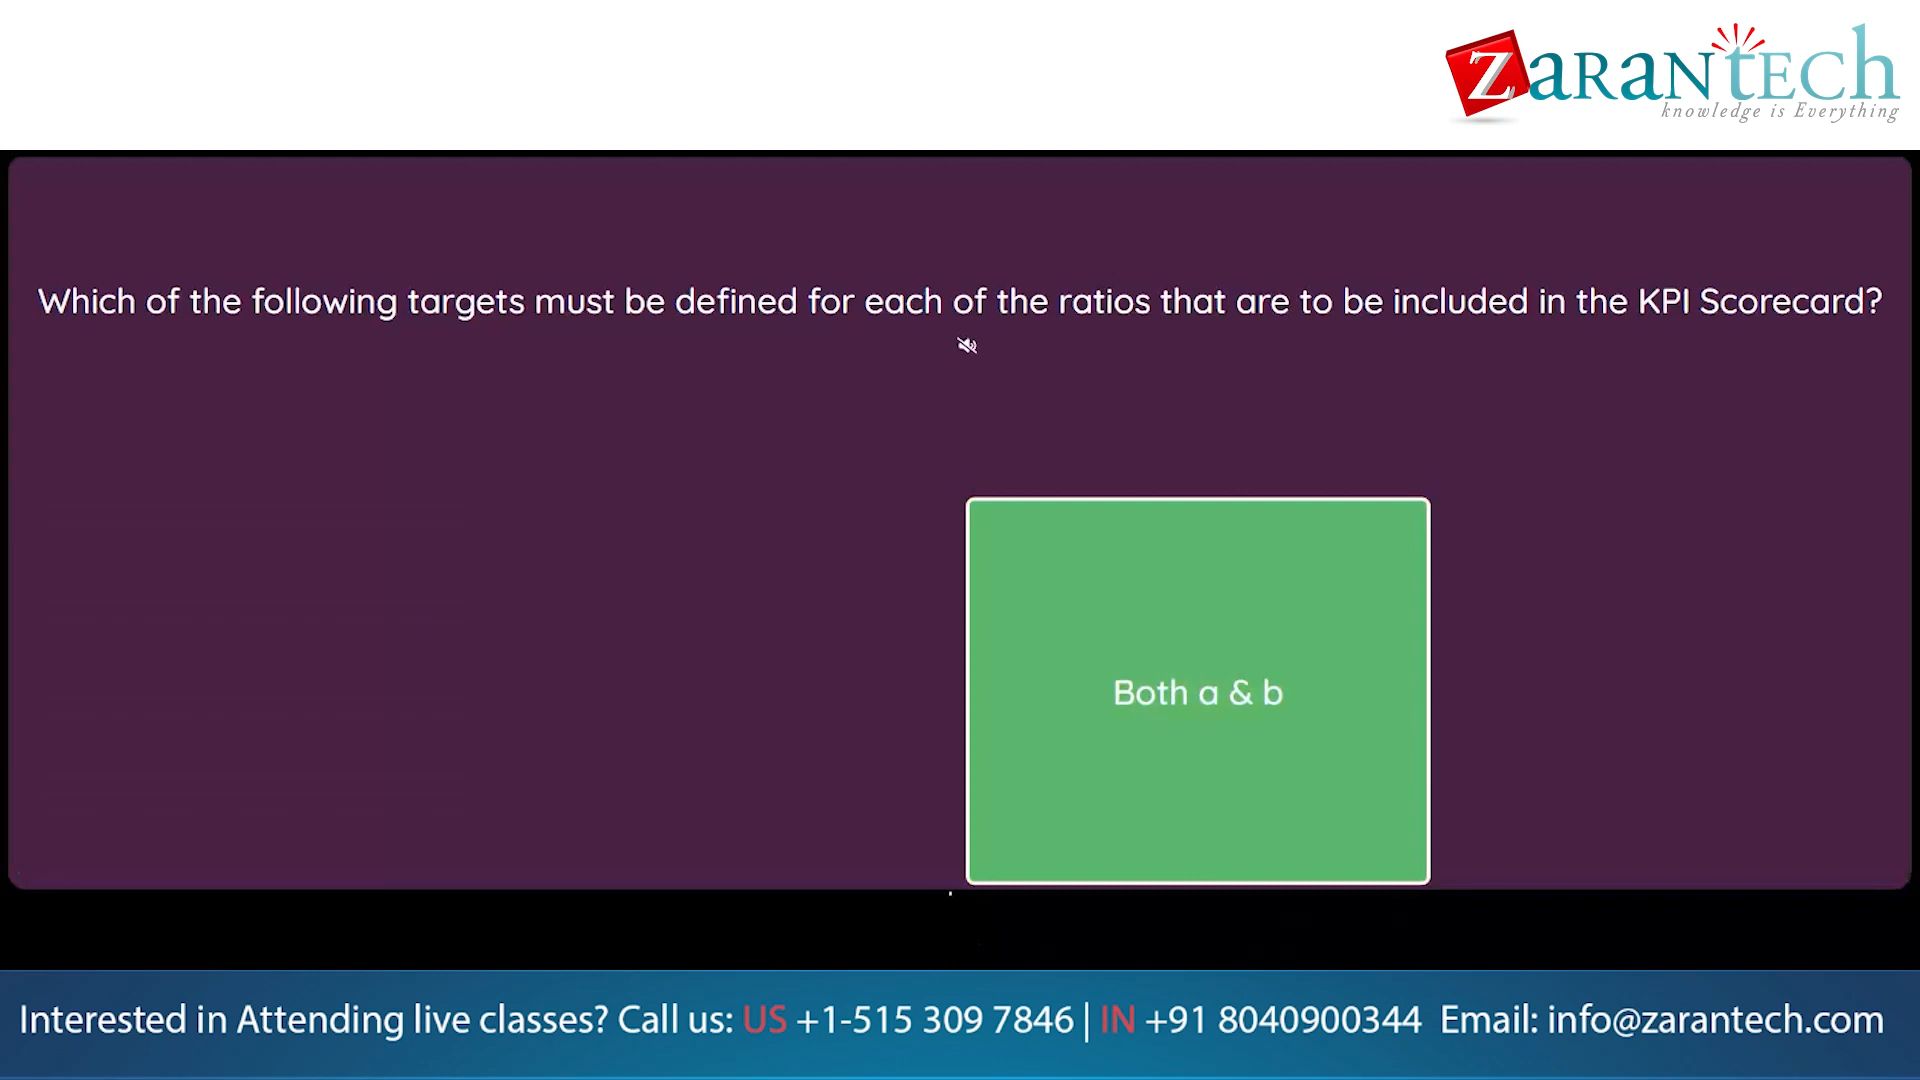 ZaranTech
knowledge is Everything
Which of the following targets must be defined for each of the ratios that are to be included in the KPI Scorecard?
Both a & b
Interested in Attending live classes? Call us: US +1-515 309 7846 | IN +91 8040900344 Email: info@zarantech.com